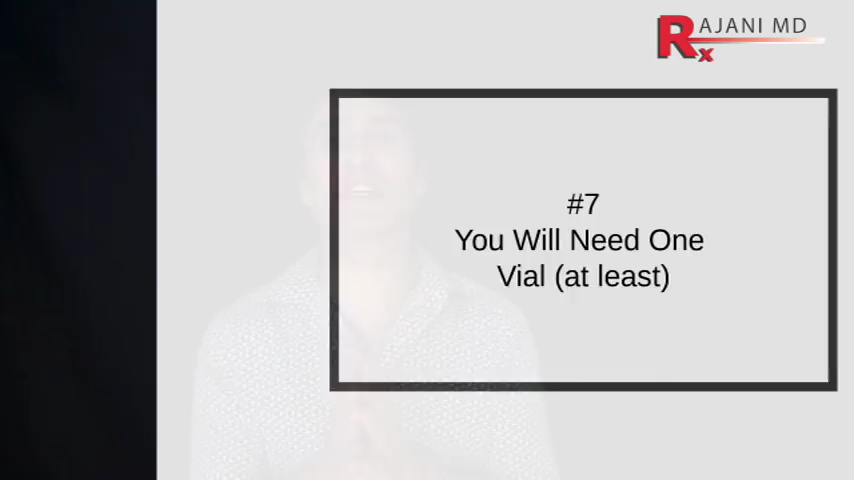 RAJANI MD
Rx
#7
You Will Need One
Vial (at least)